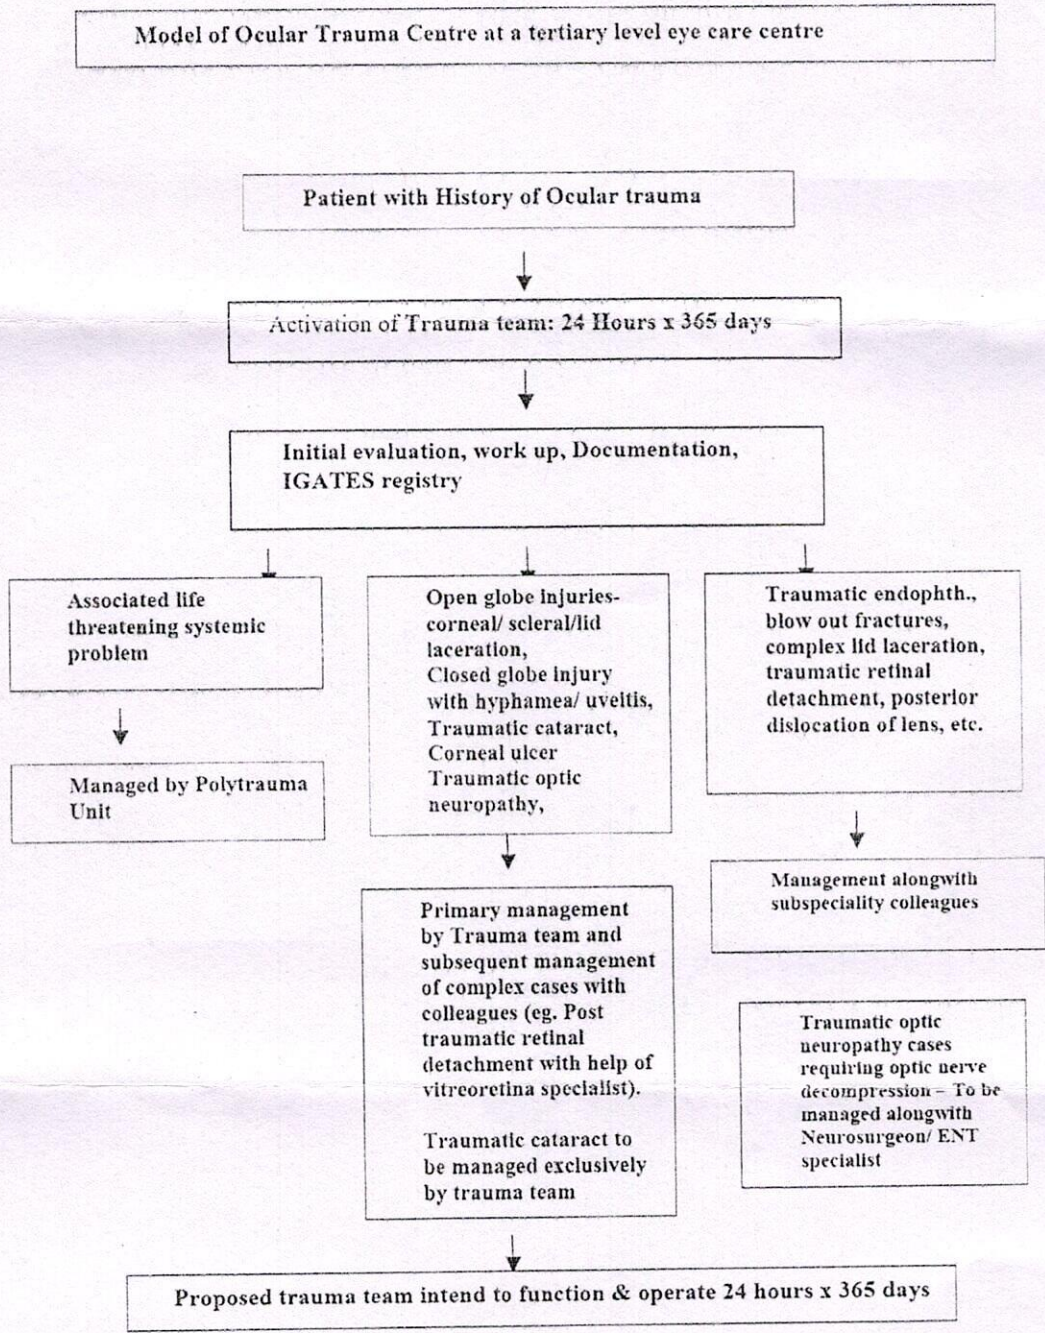 Model of Ocular Trauma Centre at a tertiary level eye care centre
Patient with History of Ocular trauma
Activation of Trauma team: 24 Hours x 365 days
Initial evaluation, work up, Documentation,
IGATES registry
Associated life
threatening systemic
problem
Managed by Polytrauma
Unit
Open globe injuries-
corneal/ scleral/lid
laceration,
Closed globe injury
with hyphamea/ uveitis,
Traumatic cataract,
Corneal ulcer
Traumatic optic
neuropathy,
Primary management
by Trauma team and
subsequent management
of complex cases with
colleagues (eg. Post
traumatic retinal
detachment with help of
vitreoretina specialist).
Traumatic cataract to
be managed exclusively
by trauma team
Traumatic endophth.,
blow out fractures,
complex lid laceration,
traumatic retinal
detachment, posterior
dislocation of lens, etc.
Management alongwith
subspeciality colleagues
Traumatic optic
neuropathy cases
requiring optic nerve
decompression – To be
managed alongwith
Neurosurgeon/ ENT
specialist
Proposed trauma team intend to function & operate 24 hours x 365 days